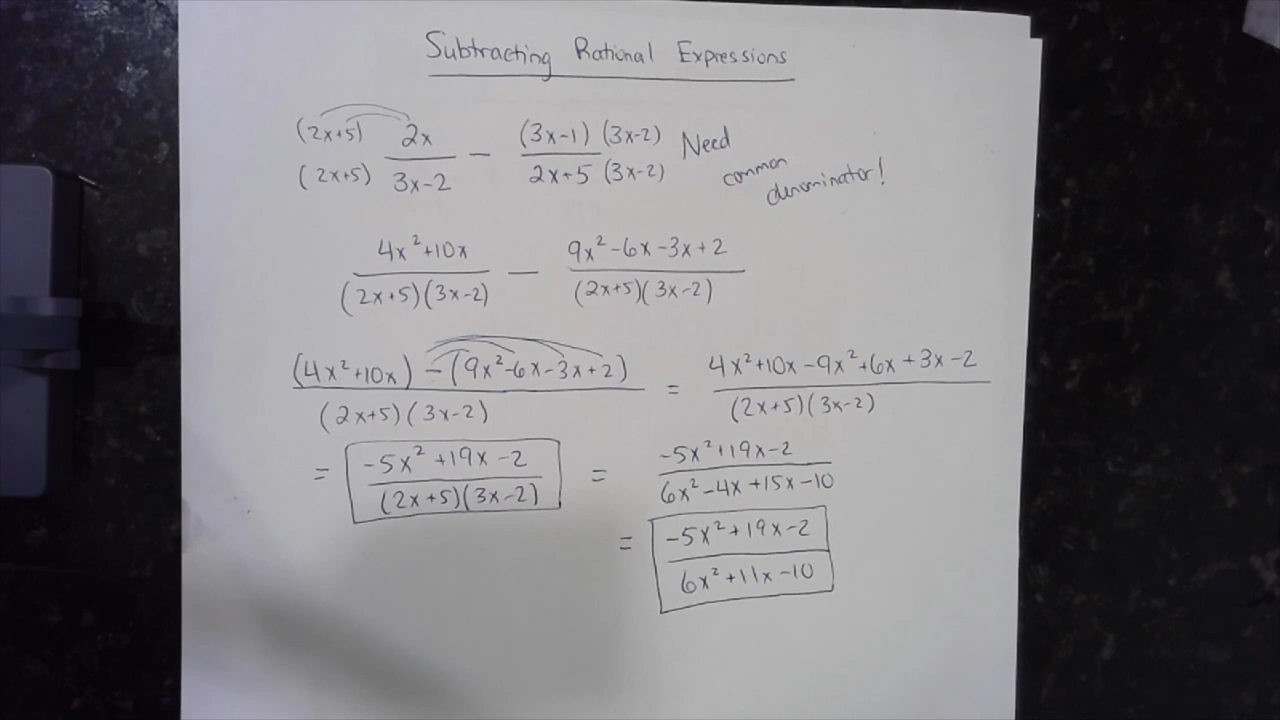 Subtracting Rational Expressions
(2x+5) 2x − (3x-1) (3x-2) Need
(2x+5) 3x-2 2x+5 (3x-2) common
denominator!
4x²+10x − 9x²-6x-3x+2
(2x+5)(3x-2) (2x+5)(3x-2)
(4x²+10x) − (9x²-6x-3x+2) = 4x²+10x-9x²+6x+3x-2
(2x+5)(3x-2) (2x+5)(3x-2)
= -5x²+19x-2 = -5x²+19x-2
(2x+5)(3x-2) 6x²-4x+15x-10
= -5x²+19x-2
6x²+11x-10